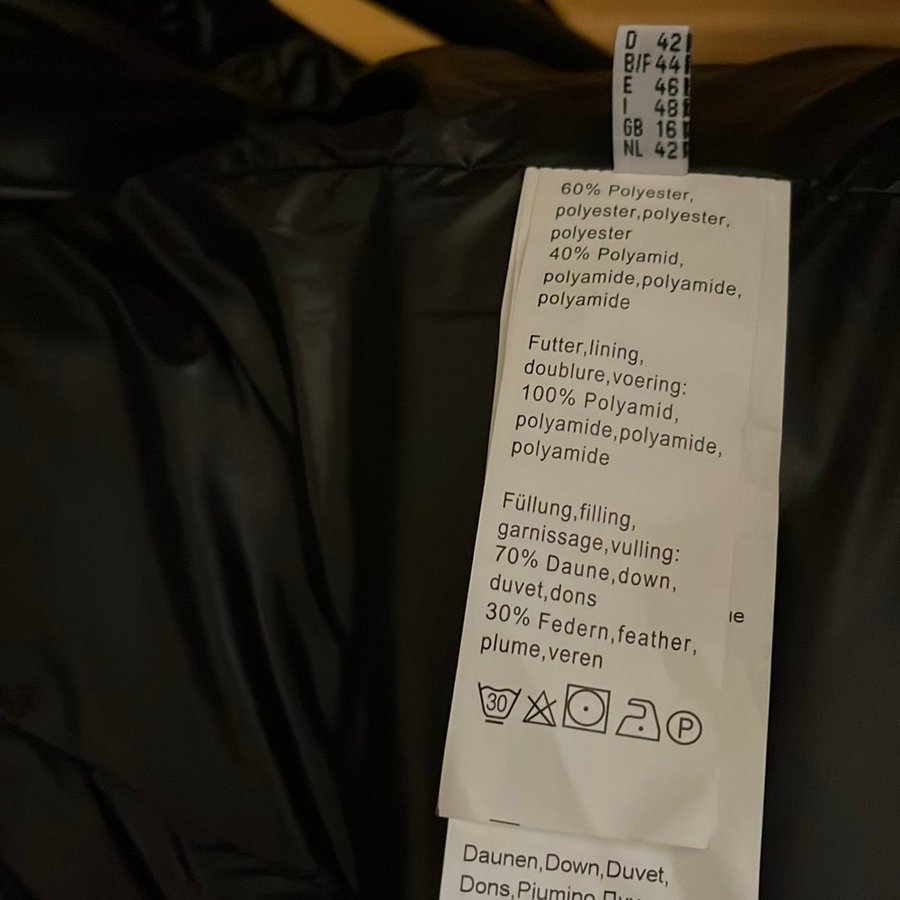 D 42
B/F 44
E 46
I 48
GB 16
NL 42
60% Polyester,
polyester,polyester,
polyester
40% Polyamid,
polyamide,polyamide,
polyamide
Futter,lining,
doublure,voering:
100% Polyamid,
polyamide,polyamide,
polyamide
Füllung,filling,
garnissage,vulling:
70% Daune,down,
duvet,dons
30% Federn,feather,
plume,veren
30
P
Daunen,Down,Duvet,
Dons,Piumino